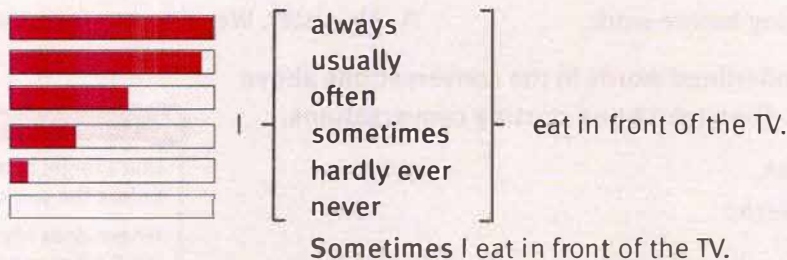 always
usually
often
I sometimes eat in front of the TV.
hardly ever
never
Sometimes I eat in front of the TV.